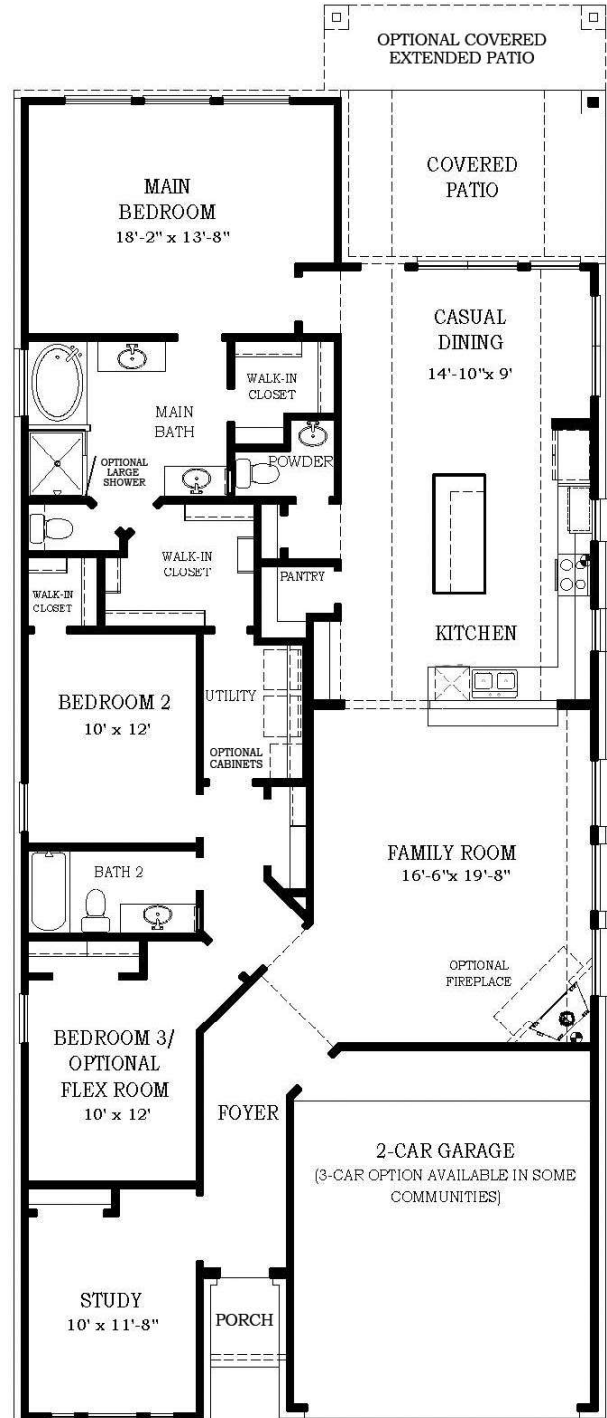 OPTIONAL COVERED
EXTENDED PATIO
COVERED
PATIO
MAIN
BEDROOM
18'-2" x 13'-8"
CASUAL
DINING
14'-10"x 9'
WALK-IN
CLOSET
MAIN
BATH
OPTIONAL
LARGE
SHOWER
POWDER
WALK-IN
CLOSET
PANTRY
WALK-IN
CLOSET
KITCHEN
BEDROOM 2
10' x 12'
UTILITY
OPTIONAL
CABINETS
FAMILY ROOM
16'-6"x 19'-8"
BATH 2
OPTIONAL
FIREPLACE
BEDROOM 3/
OPTIONAL
FLEX ROOM
10' x 12'
FOYER
2-CAR GARAGE
(3-CAR OPTION AVAILABLE IN SOME
COMMUNITIES)
STUDY
10' x 11'-8"
PORCH